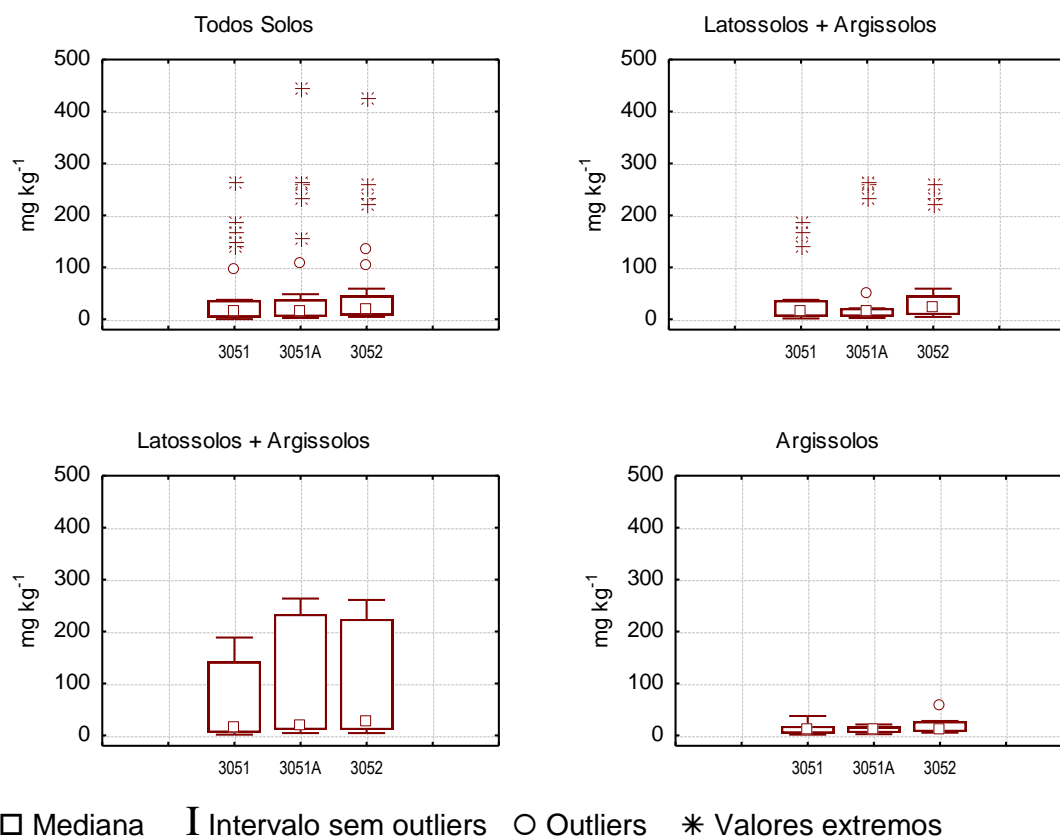 Todos Solos
500
400
300
200
100
0
mg kg-1
3051 3051A 3052
Latossolos + Argissolos
500
400
300
200
100
0
mg kg-1
3051 3051A 3052
Latossolos + Argissolos
500
400
300
200
100
0
mg kg-1
3051 3051A 3052
Argissolos
500
400
300
200
100
0
mg kg-1
3051 3051A 3052
Mediana Intervalo sem outliers Outliers Valores extremos